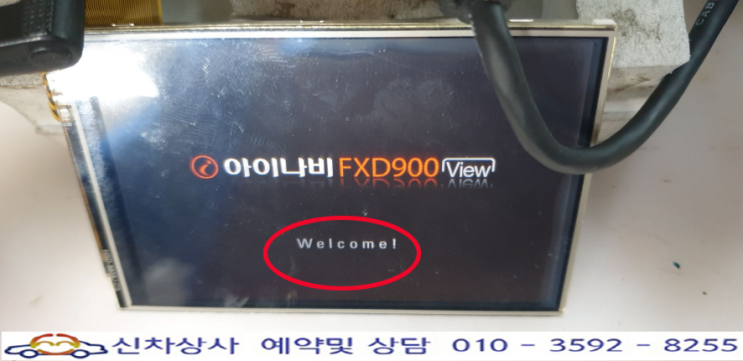 아이나비 FXD900 View
Welcome!
신차상사 예약및 상담 010 - 3592 - 8255